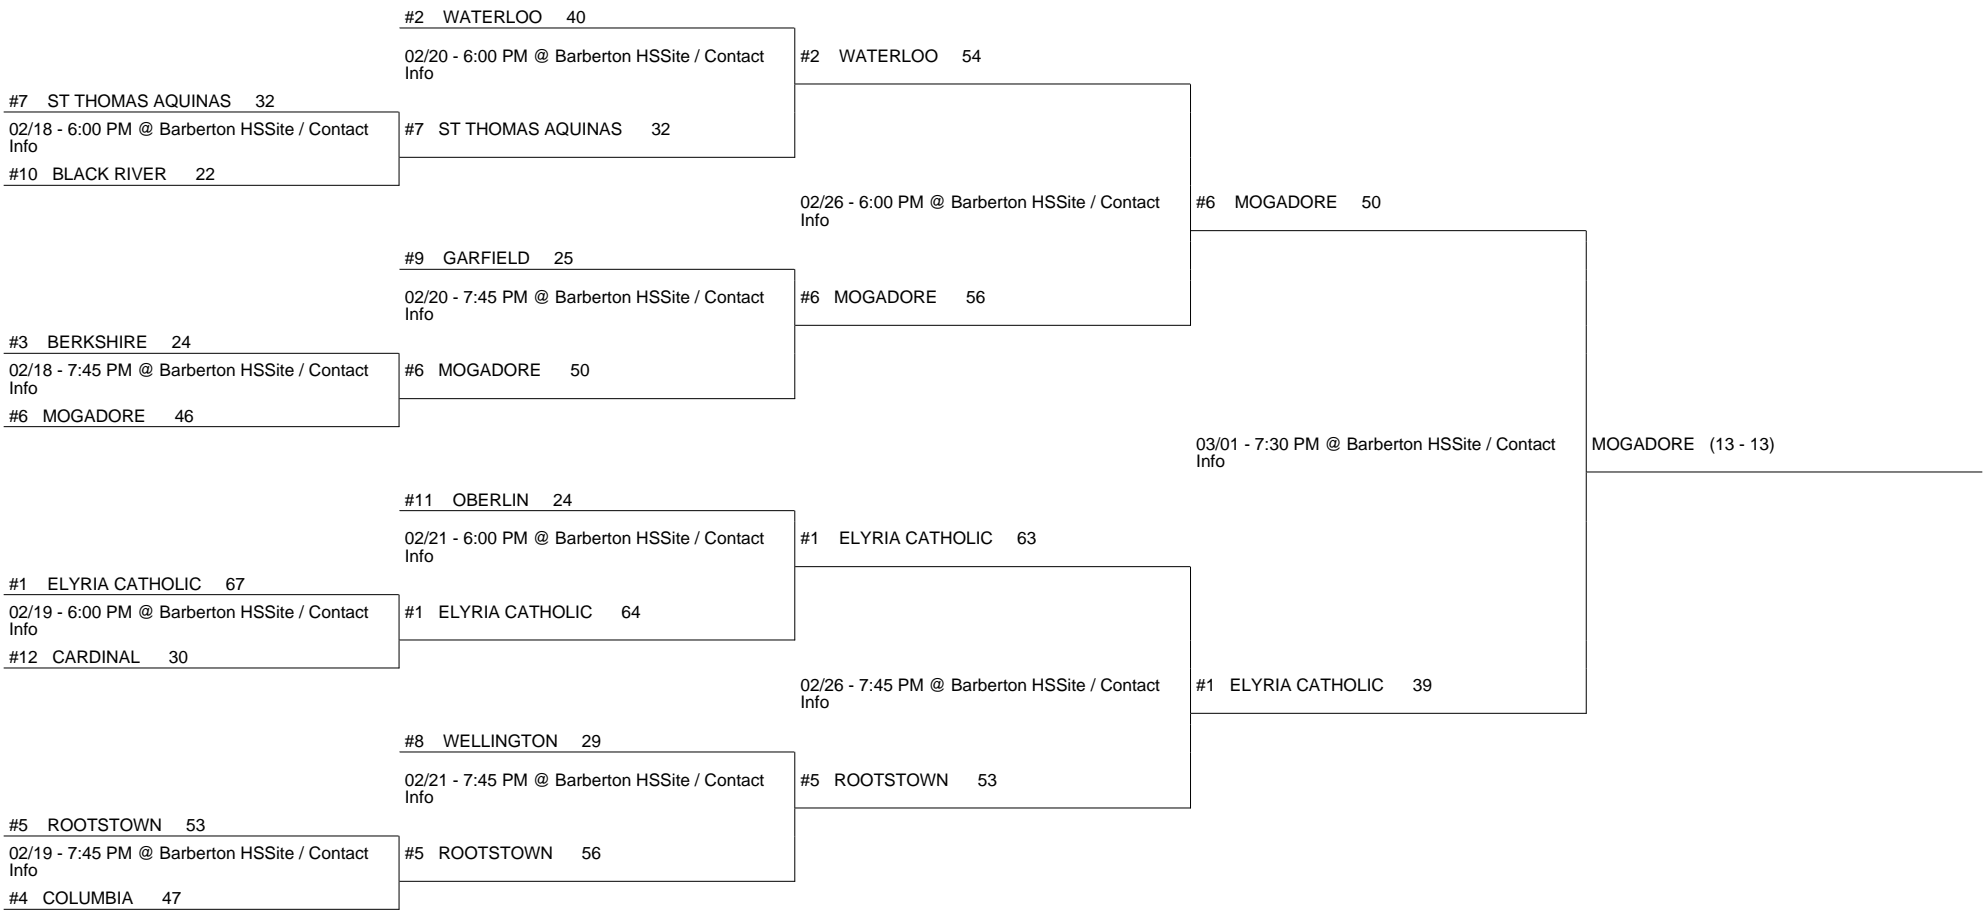 #2 WATERLOO 40
02/20 - 6:00 PM @ Barberton HSSite / Contact
Info
#2 WATERLOO 54
#7 ST THOMAS AQUINAS 32
02/18 - 6:00 PM @ Barberton HSSite / Contact
Info
#7 ST THOMAS AQUINAS 32
#10 BLACK RIVER 22
02/26 - 6:00 PM @ Barberton HSSite / Contact
Info
#6 MOGADORE 50
#9 GARFIELD 25
02/20 - 7:45 PM @ Barberton HSSite / Contact
Info
#6 MOGADORE 56
#3 BERKSHIRE 24
02/18 - 7:45 PM @ Barberton HSSite / Contact
Info
#6 MOGADORE 50
#6 MOGADORE 46
03/01 - 7:30 PM @ Barberton HSSite / Contact
Info
MOGADORE (13 - 13)
#11 OBERLIN 24
02/21 - 6:00 PM @ Barberton HSSite / Contact
Info
#1 ELYRIA CATHOLIC 63
#1 ELYRIA CATHOLIC 67
02/19 - 6:00 PM @ Barberton HSSite / Contact
Info
#1 ELYRIA CATHOLIC 64
#12 CARDINAL 30
02/26 - 7:45 PM @ Barberton HSSite / Contact
Info
#1 ELYRIA CATHOLIC 39
#8 WELLINGTON 29
02/21 - 7:45 PM @ Barberton HSSite / Contact
Info
#5 ROOTSTOWN 53
#5 ROOTSTOWN 53
02/19 - 7:45 PM @ Barberton HSSite / Contact
Info
#5 ROOTSTOWN 56
#4 COLUMBIA 47